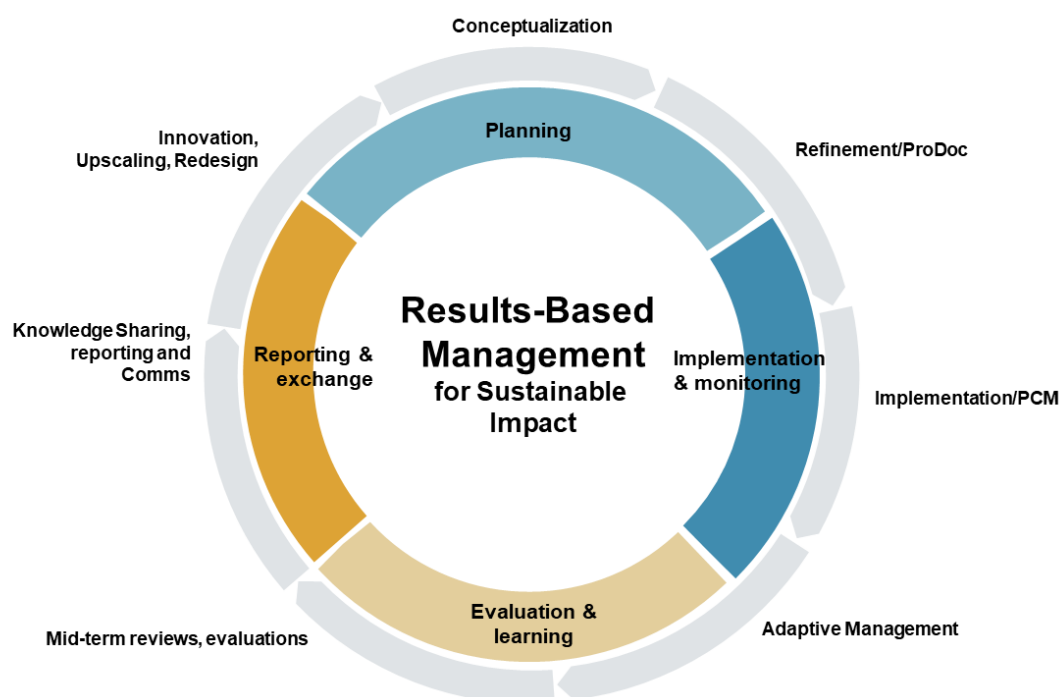 Conceptualization
Planning
Innovation,
Upscaling, Redesign
Refinement/ProDoc
Results-Based
Management
for Sustainable
Impact
Knowledge Sharing,
reporting and
Comms
Reporting &
exchange
Implementation
& monitoring
Implementation/PCM
Evaluation &
learning
Mid-term reviews, evaluations
Adaptive Management